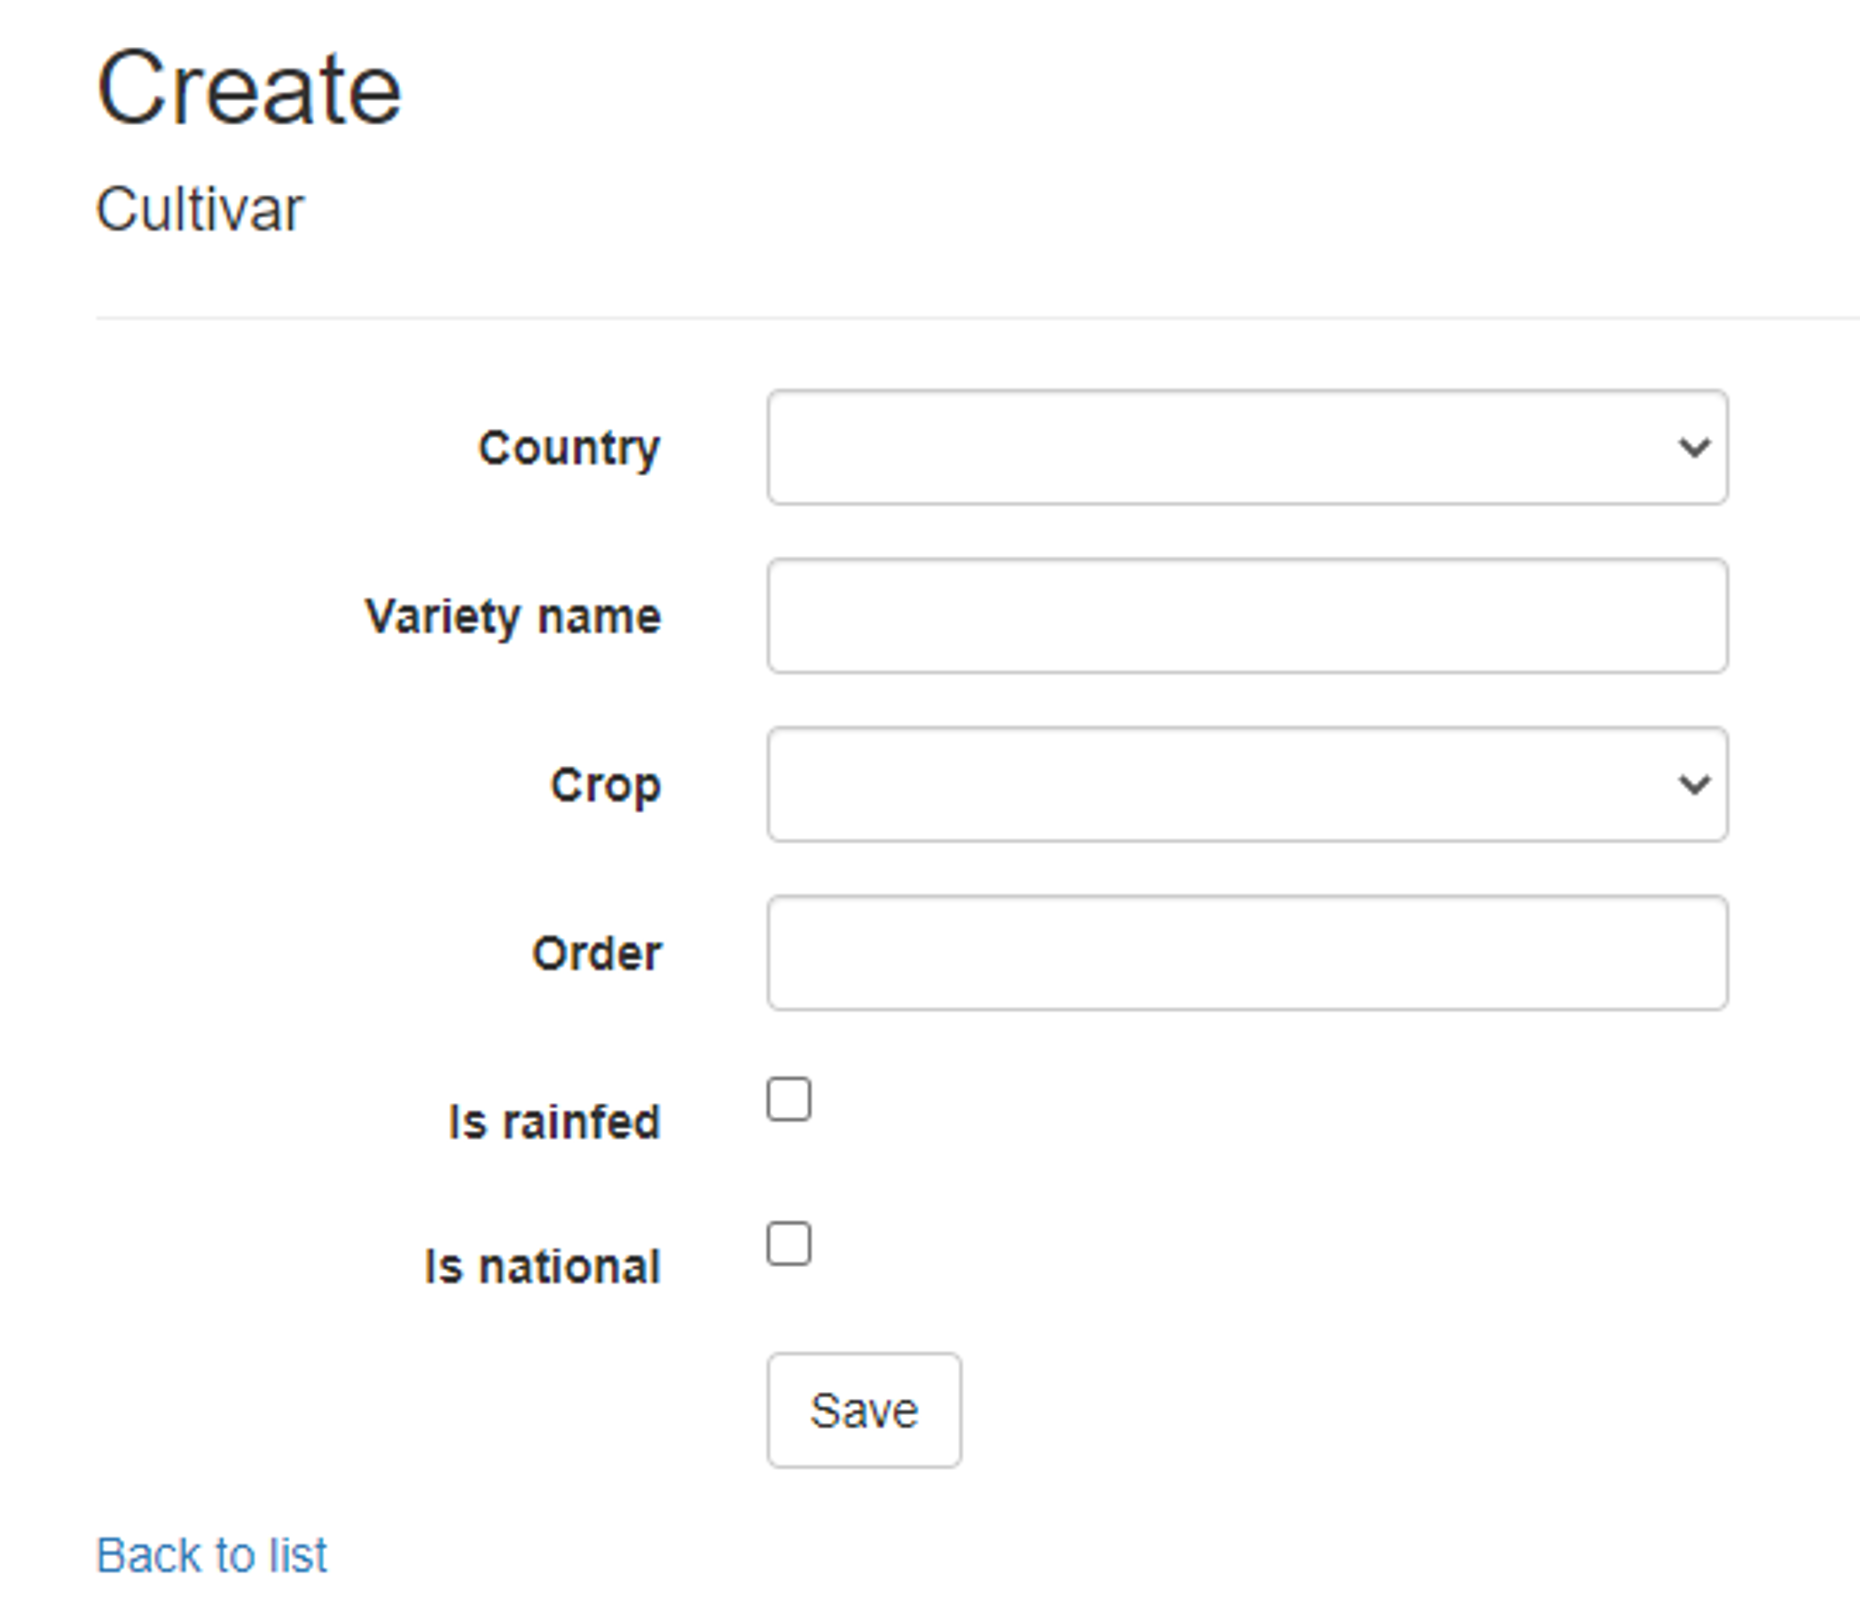 Create
Cultivar
Country
Variety name
Crop
Order
Is rainfed
Is national
Save
Back to list